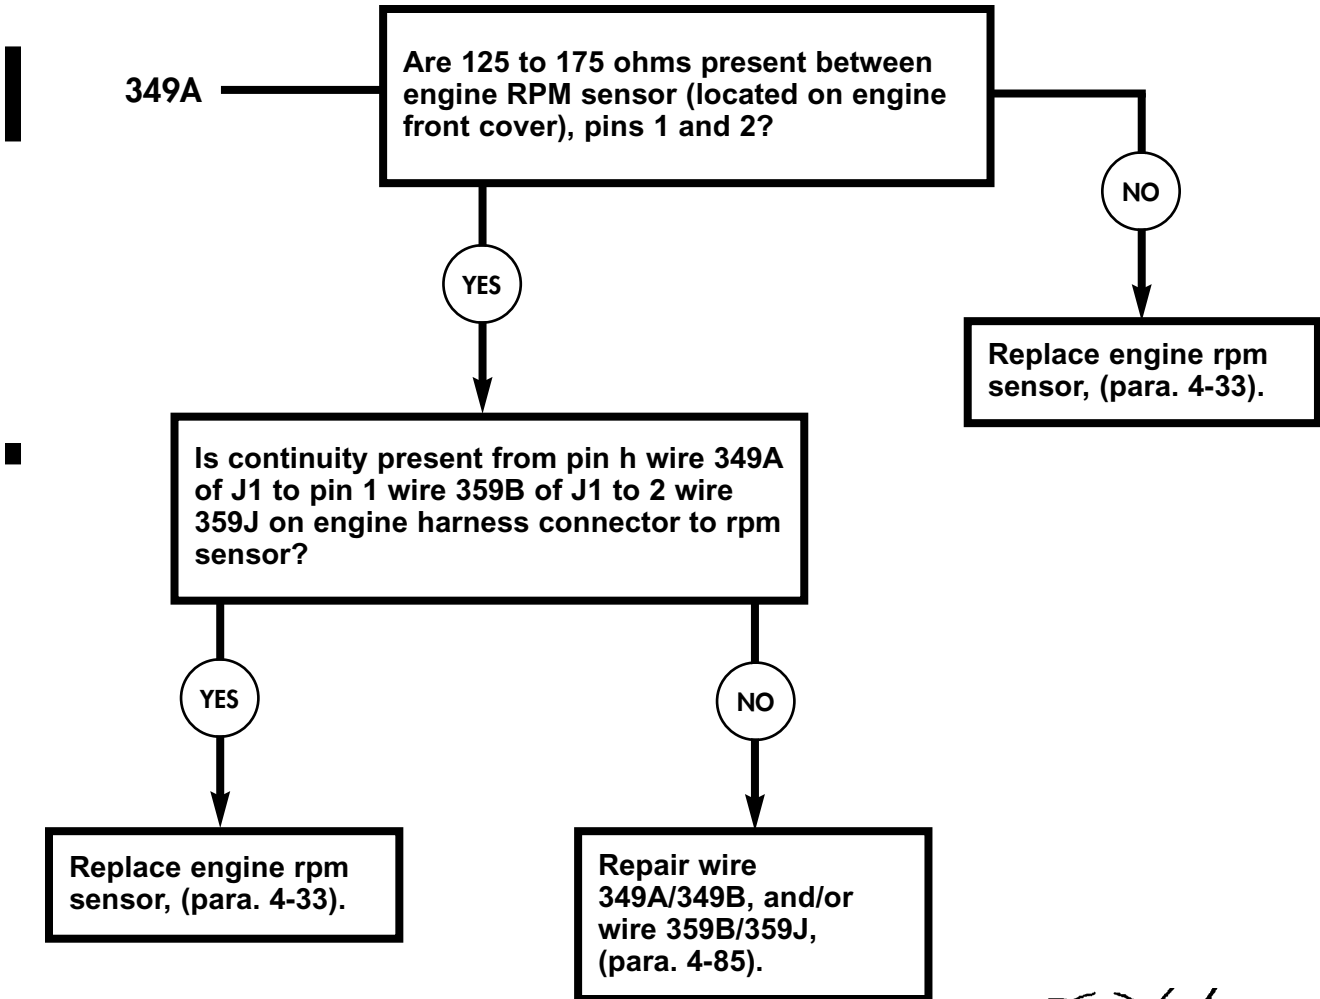 349A
Are 125 to 175 ohms present between
engine RPM sensor (located on engine
front cover), pins 1 and 2?
NO
YES
Replace engine rpm
sensor, (para. 4-33).
Is continuity present from pin h wire 349A
of J1 to pin 1 wire 359B of J1 to 2 wire
359J on engine harness connector to rpm
sensor?
YES
NO
Replace engine rpm
sensor, (para. 4-33).
Repair wire
349A/349B, and/or
wire 359B/359J,
(para. 4-85).